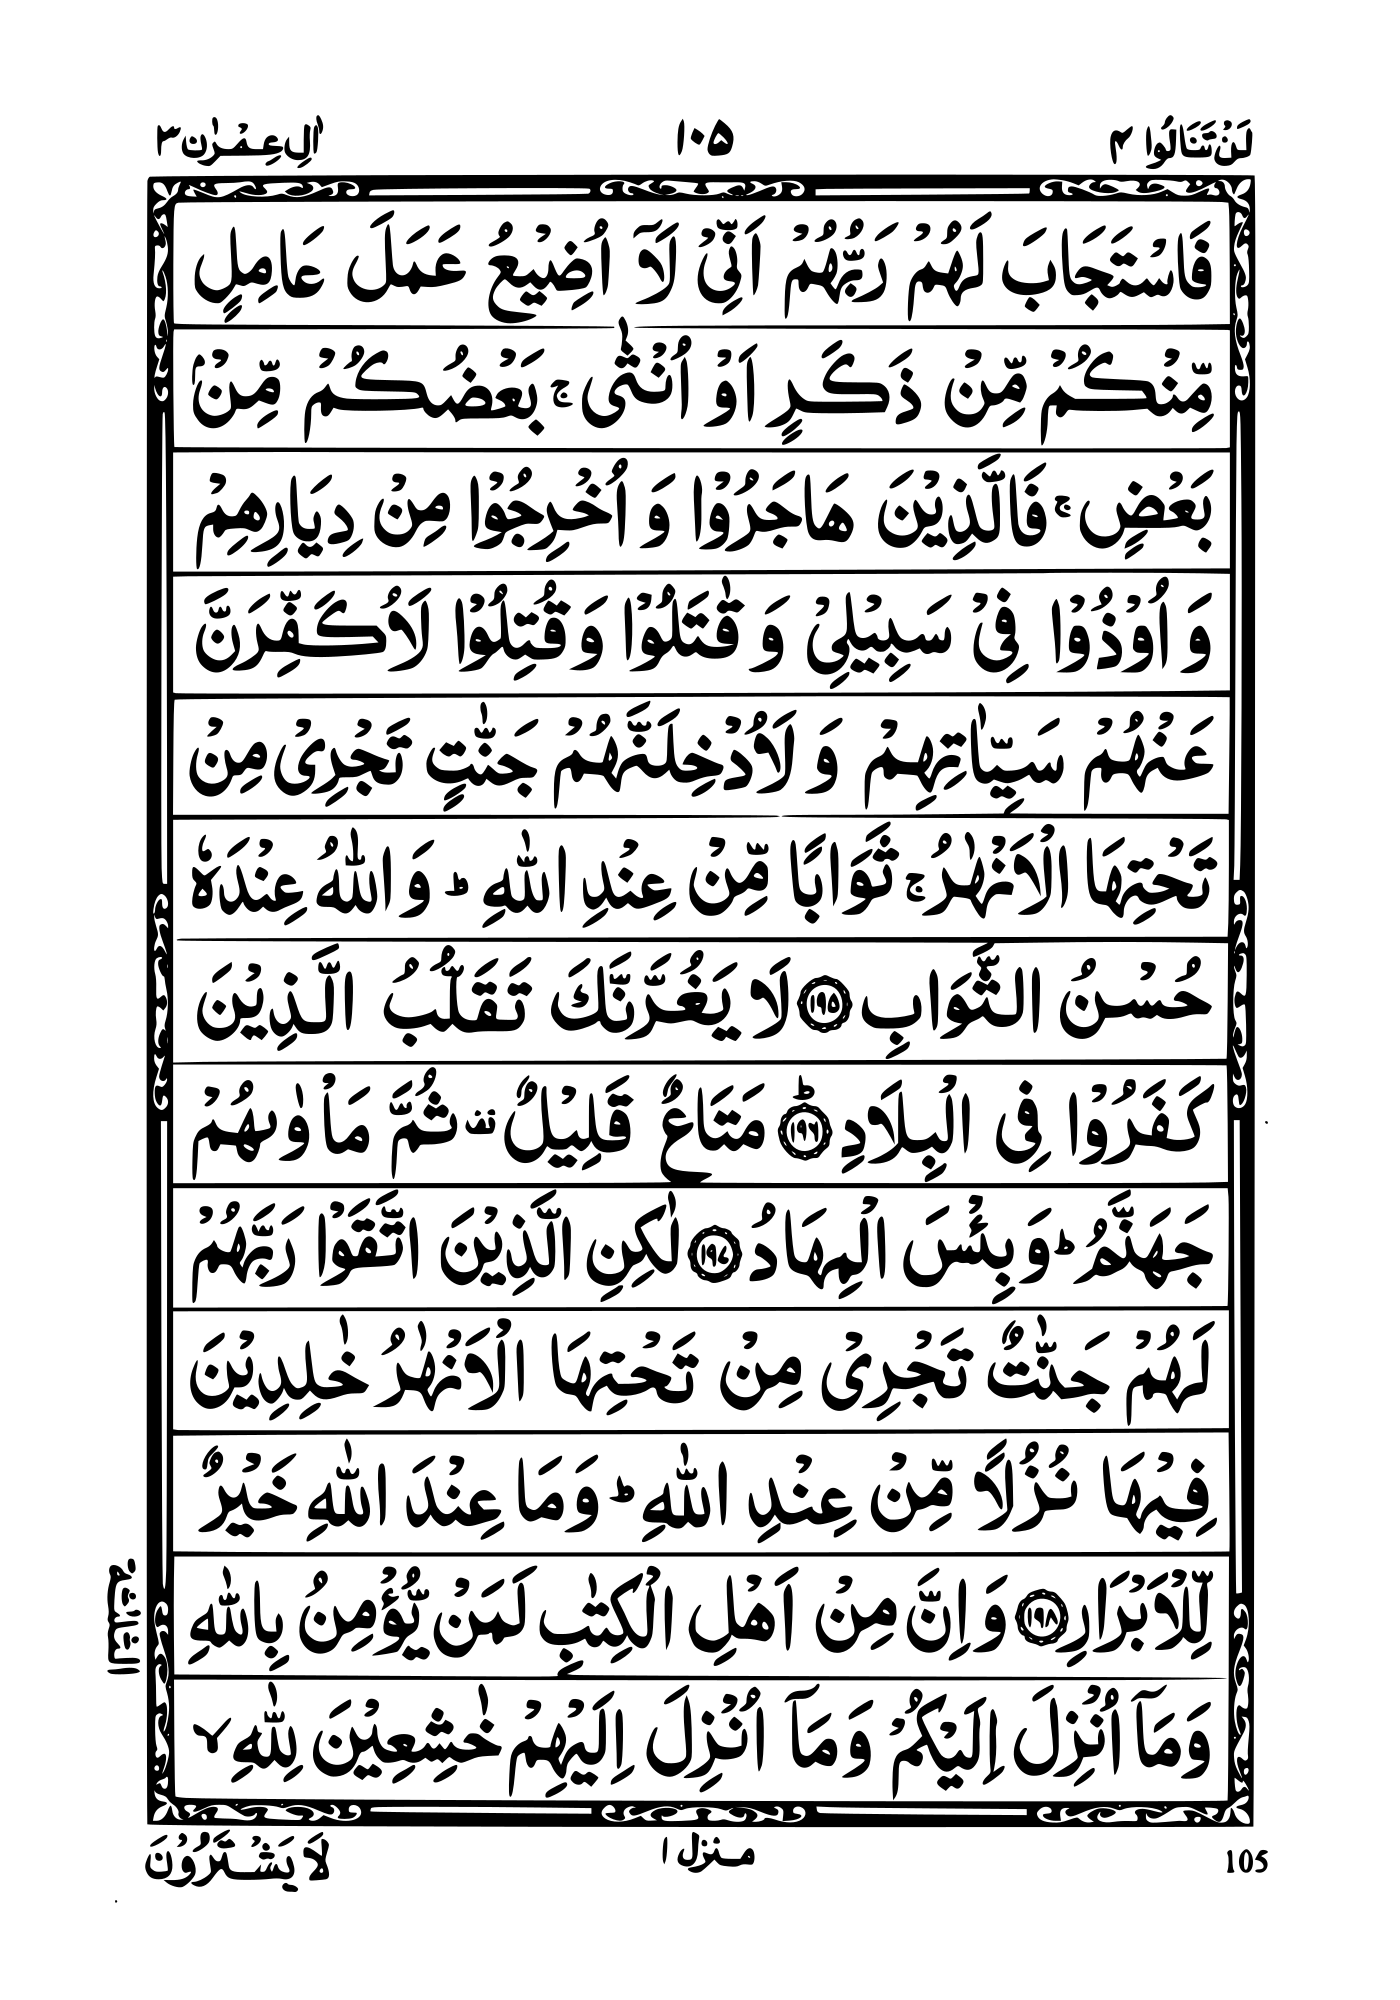 لَنْ تَنَالُوا ۴ ۱۰۵ اٰلِ عِمْرٰن ۳
فَاسْتَجَابَ لَهُمْ رَبُّهُمْ اَنِّیْ لَاۤ اُضِیْعُ عَمَلَ عَامِلٍ
مِّنْكُمْ مِّنْ ذَكَرٍ اَوْ اُنْثٰی ۚ بَعْضُكُمْ مِّنْۢ
بَعْضٍ ۚ فَالَّذِیْنَ هَاجَرُوْا وَ اُخْرِجُوْا مِنْ دِیَارِهِمْ
وَ اُوْذُوْا فِیْ سَبِیْلِیْ وَ قٰتَلُوْا وَ قُتِلُوْا لَاُكَفِّرَنَّ
عَنْهُمْ سَیِّاٰتِهِمْ وَ لَاُدْخِلَنَّهُمْ جَنّٰتٍ تَجْرِیْ مِنْ
تَحْتِهَا الْاَنْهٰرُ ۚ ثَوَابًا مِّنْ عِنْدِ اللّٰهِ ؕ وَ اللّٰهُ عِنْدَهٗ
حُسْنُ الثَّوَابِ ﴿۱۹۵﴾ لَا یَغُرَّنَّكَ تَقَلُّبُ الَّذِیْنَ
كَفَرُوْا فِی الْبِلَادِ ﴿۱۹۶﴾ؕ مَتَاعٌ قَلِیْلٌ قف ثُمَّ مَاْوٰىهُمْ
جَهَنَّمُ ؕ وَ بِئْسَ الْمِهَادُ ﴿۱۹۷﴾ لٰكِنِ الَّذِیْنَ اتَّقَوْا رَبَّهُمْ
لَهُمْ جَنّٰتٌ تَجْرِیْ مِنْ تَحْتِهَا الْاَنْهٰرُ خٰلِدِیْنَ
فِیْهَا نُزُلًا مِّنْ عِنْدِ اللّٰهِ ؕ وَ مَا عِنْدَ اللّٰهِ خَیْرٌ
لِّلْاَبْرَارِ ﴿۱۹۸﴾ وَ اِنَّ مِنْ اَهْلِ الْكِتٰبِ لَمَنْ یُّؤْمِنُ بِاللّٰهِ
وَ مَاۤ اُنْزِلَ اِلَیْكُمْ وَ مَاۤ اُنْزِلَ اِلَیْهِمْ خٰشِعِیْنَ لِلّٰهِ ۙ
105 منزل ۱ لَا یَشْتَرُوْنَ